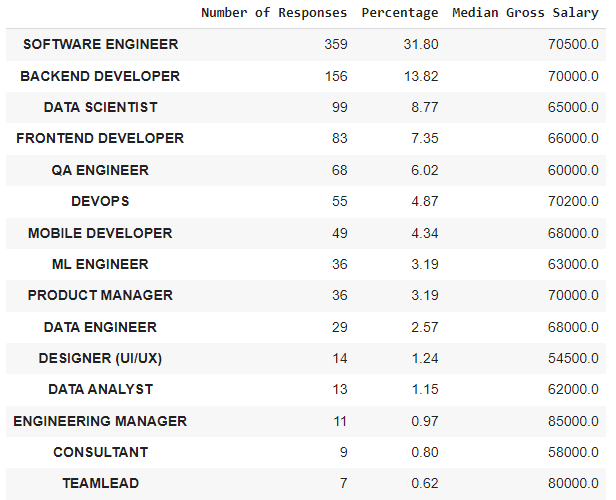 Number of Responses Percentage Median Gross Salary
SOFTWARE ENGINEER 359 31.80 70500.0
BACKEND DEVELOPER 156 13.82 70000.0
DATA SCIENTIST 99 8.77 65000.0
FRONTEND DEVELOPER 83 7.35 66000.0
QA ENGINEER 68 6.02 60000.0
DEVOPS 55 4.87 70200.0
MOBILE DEVELOPER 49 4.34 68000.0
ML ENGINEER 36 3.19 63000.0
PRODUCT MANAGER 36 3.19 70000.0
DATA ENGINEER 29 2.57 68000.0
DESIGNER (UI/UX) 14 1.24 54500.0
DATA ANALYST 13 1.15 62000.0
ENGINEERING MANAGER 11 0.97 85000.0
CONSULTANT 9 0.80 58000.0
TEAMLEAD 7 0.62 80000.0